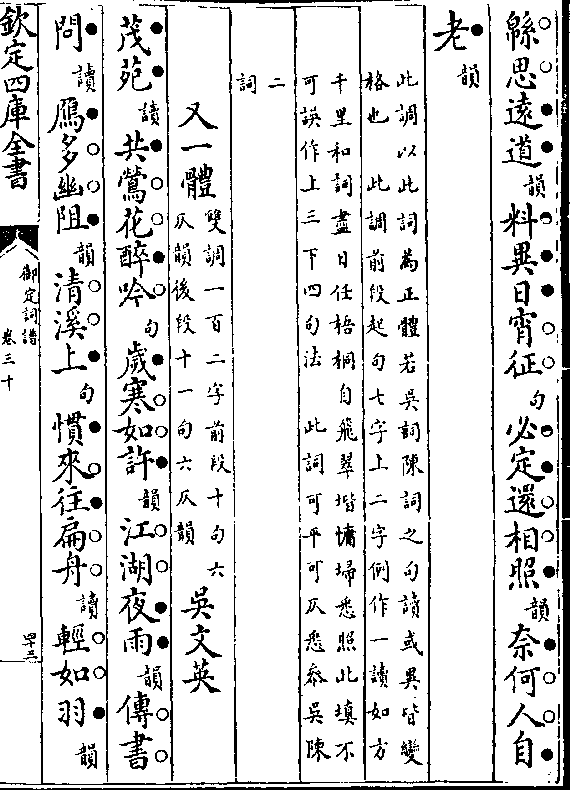 緜思遠道韻料異日宵征句必定還相照韻奈何人自
老韻
此調以此詞為正體若吳詞陳詞之句讀或異皆變
格也　此調前段起句七字上二字例作一讀如方
千里和詞盡日任梧桐自飛翠堦慵埽悉照此填不
可誤作上三下四句法　此詞可平可仄悉叅吳陳
二詞
又一體雙調一百二字前段十句六
仄韻後段十一句六仄韻　吳文英
茂苑讀共鶯花醉吟句歲寒如許韻江湖夜雨韻傳書
問讀鴈多幽阻韻清溪上句慣來往扁舟讀輕如羽韻
欽定四庫全書
御定詞譜
卷三十
四十三